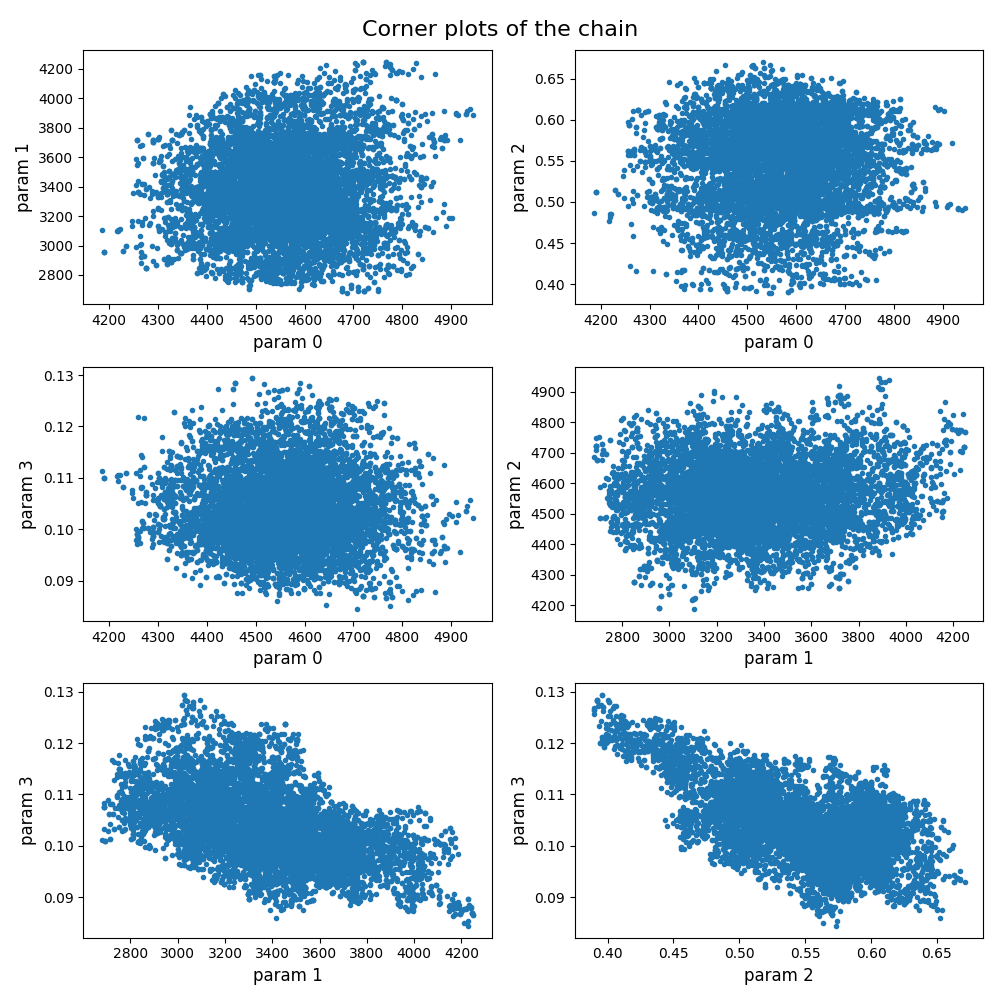 Corner plots of the chain
4200
4000
3800
3600
3400
3200
3000
2800
param 1
4200 4300 4400 4500 4600 4700 4800 4900
param 0
0.65
0.60
0.55
0.50
0.45
0.40
param 2
4200 4300 4400 4500 4600 4700 4800 4900
param 0
0.13
0.12
0.11
0.10
0.09
param 3
4200 4300 4400 4500 4600 4700 4800 4900
param 0
4900
4800
4700
4600
4500
4400
4300
4200
param 2
2800 3000 3200 3400 3600 3800 4000 4200
param 1
0.13
0.12
0.11
0.10
0.09
param 3
2800 3000 3200 3400 3600 3800 4000 4200
param 1
0.13
0.12
0.11
0.10
0.09
param 3
0.40 0.45 0.50 0.55 0.60 0.65
param 2